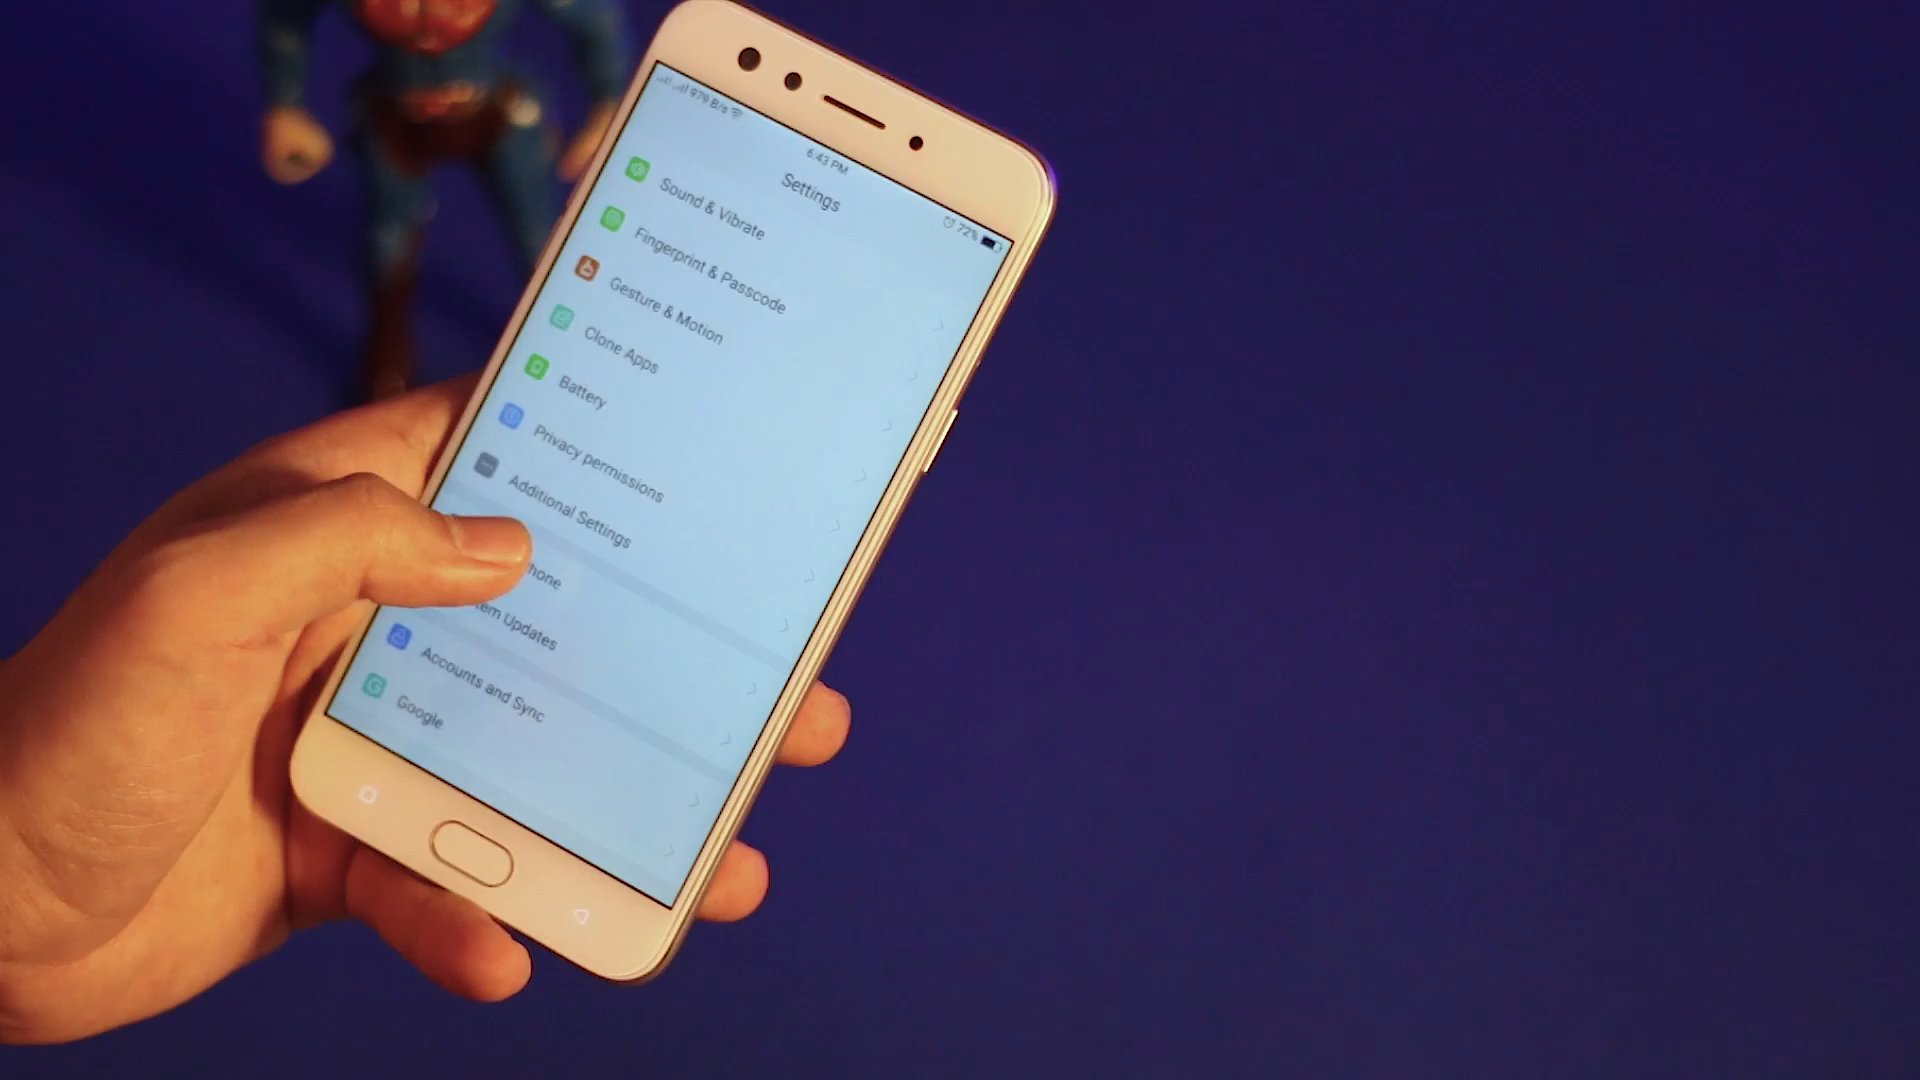 979 B/s
6:43 PM
72%
Settings
Sound & Vibrate
Fingerprint & Passcode
Gesture & Motion
Clone Apps
Battery
Privacy permissions
Additional Settings
hone
tem Updates
Accounts and Sync
Google